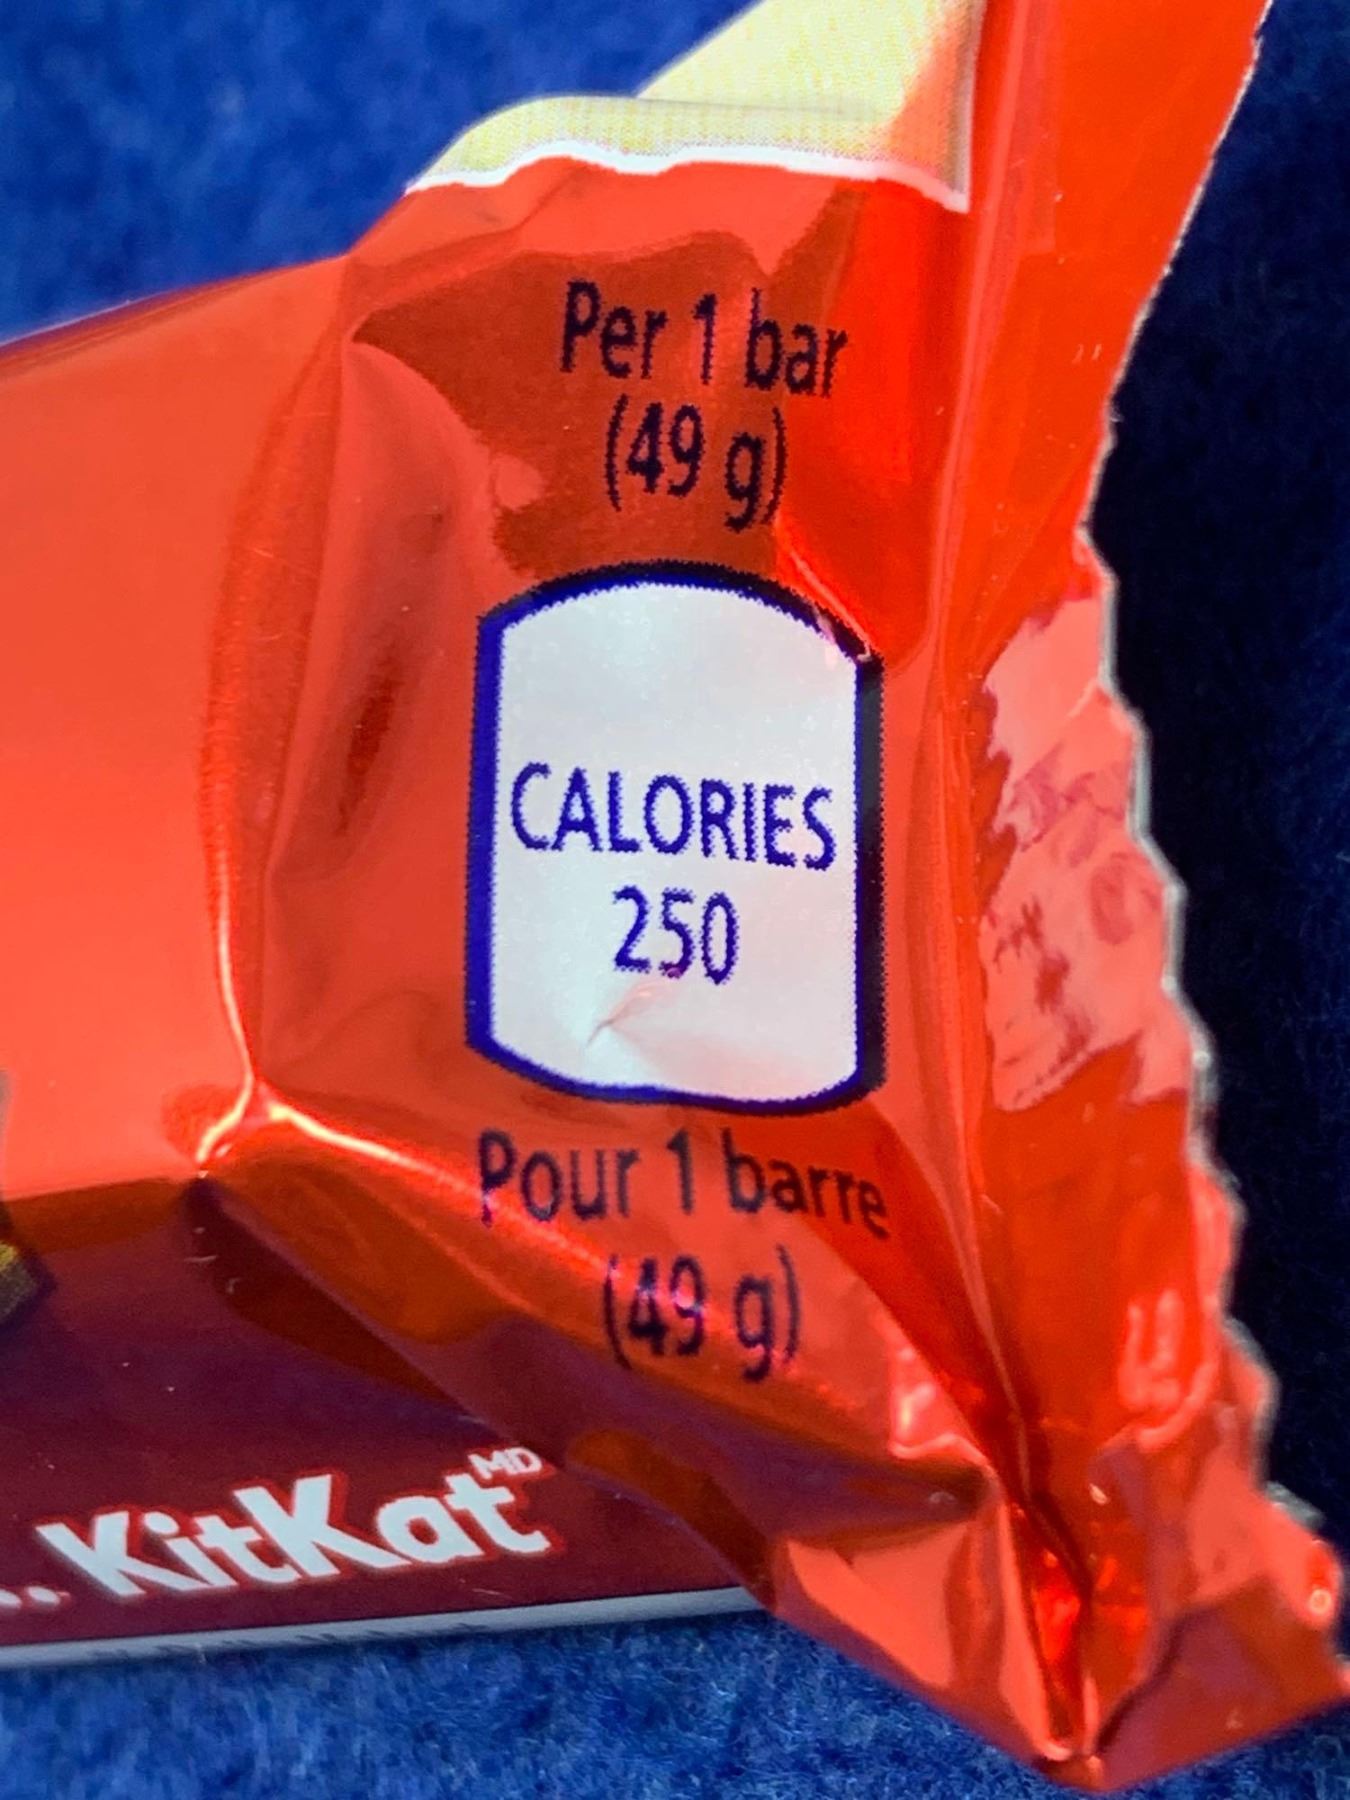 Per 1 bar
(49 g)
CALORIES
250
Pour 1 barre
(49 g)
KitKat MD